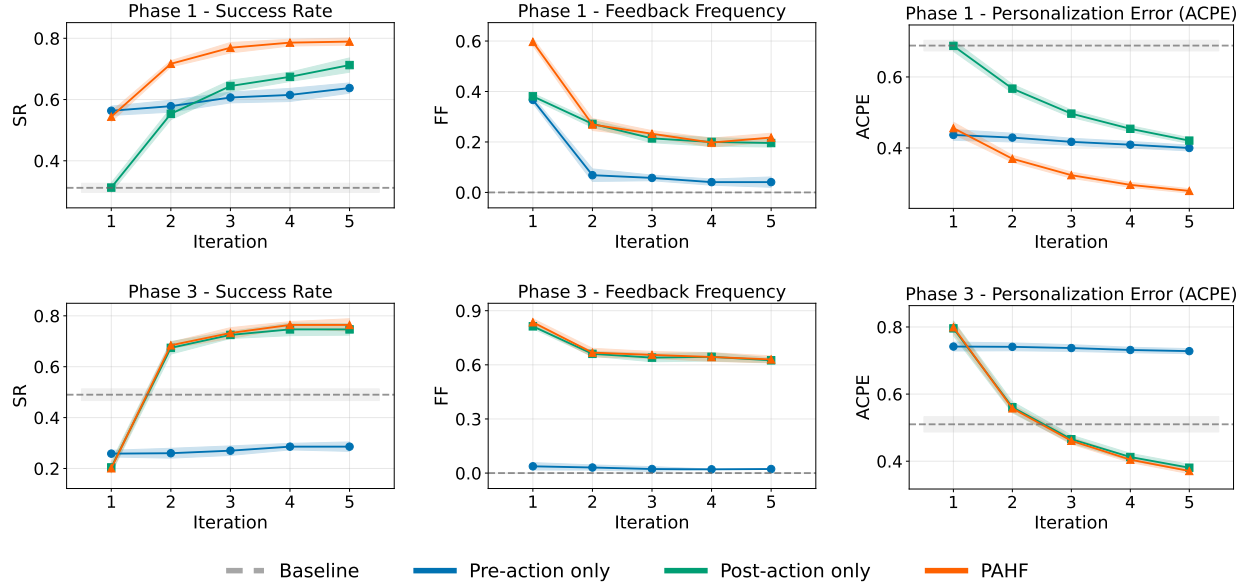 Phase 1 - Success Rate
SR
0.8
0.6
0.4
1 2 3 4 5
Iteration
Phase 1 - Feedback Frequency
FF
0.6
0.4
0.2
0.0
1 2 3 4 5
Iteration
Phase 1 - Personalization Error (ACPE)
ACPE
0.6
0.4
1 2 3 4 5
Iteration
Phase 3 - Success Rate
SR
0.8
0.6
0.4
0.2
1 2 3 4 5
Iteration
Phase 3 - Feedback Frequency
FF
0.9
0.6
0.3
0.0
1 2 3 4 5
Iteration
Phase 3 - Personalization Error (ACPE)
ACPE
0.8
0.6
0.4
1 2 3 4 5
Iteration
Baseline Pre-action only Post-action only PAHF